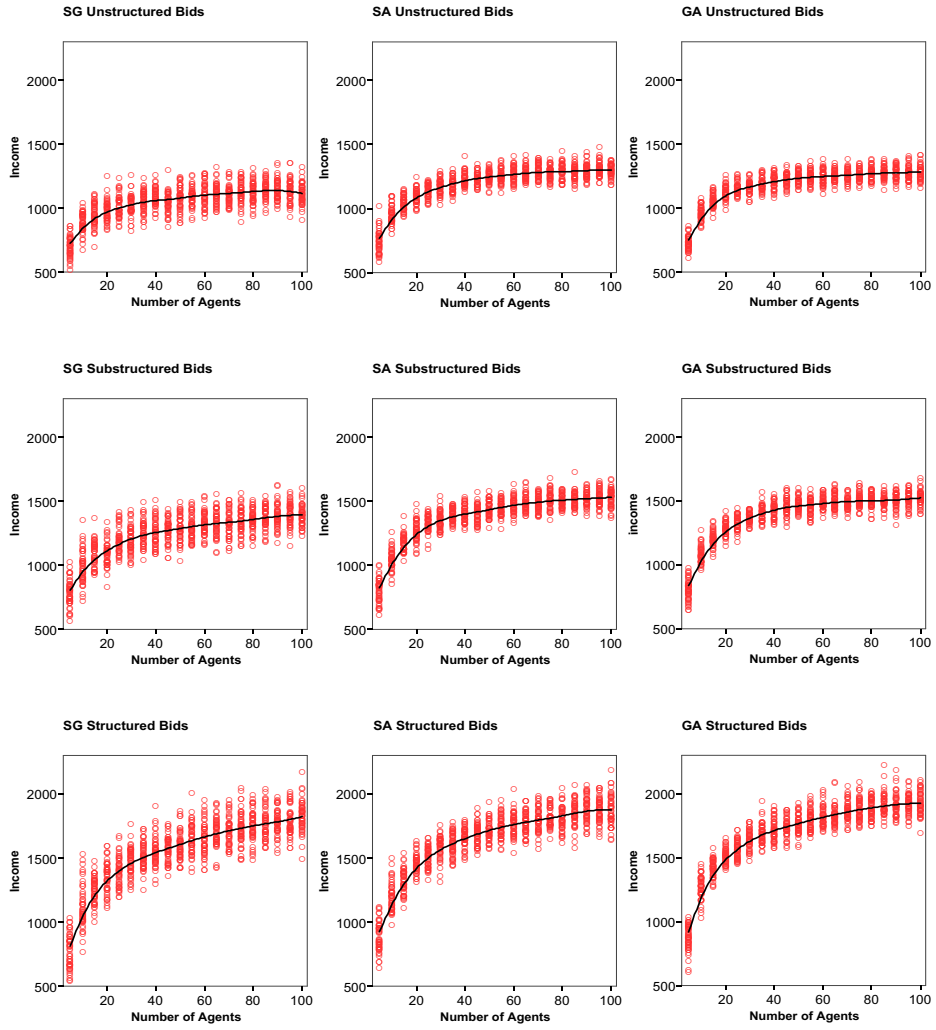 SG Unstructured Bids
2000
1500
1000
500
Income
20 40 60 80 100
Number of Agents
SA Unstructured Bids
2000
1500
1000
500
Income
20 40 60 80 100
Number of Agents
GA Unstructured Bids
2000
1500
1000
500
Income
20 40 60 80 100
Number of Agents
SG Substructured Bids
2000
1500
1000
500
Income
20 40 60 80 100
Number of Agents
SA Substructured Bids
2000
1500
1000
500
Income
20 40 60 80 100
Number of Agents
GA Substructured Bids
2000
1500
1000
500
income
20 40 60 80 100
Number of Agents
SG Structured Bids
2000
1500
1000
500
Income
20 40 60 80 100
Number of Agents
SA Structured Bids
2000
1500
1000
500
Income
20 40 60 80 100
Number of Agents
GA Structured Bids
2000
1500
1000
500
Income
20 40 60 80 100
Number of Agents